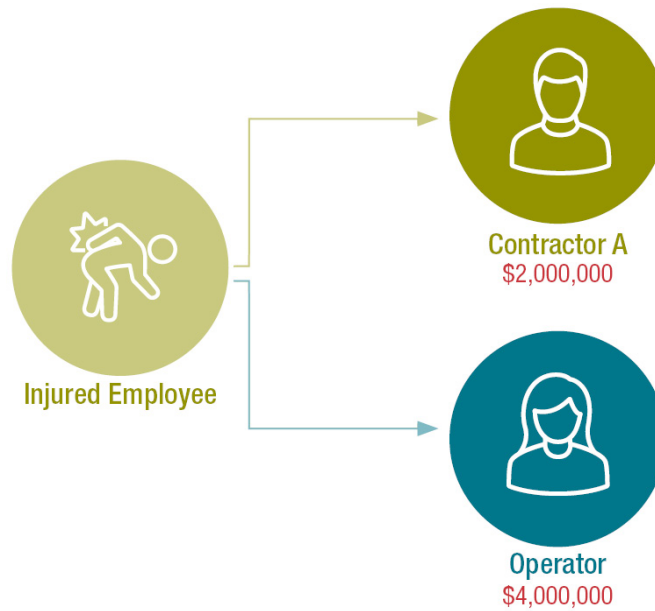 Contractor A
$2,000,000
Injured Employee
Operator
$4,000,000